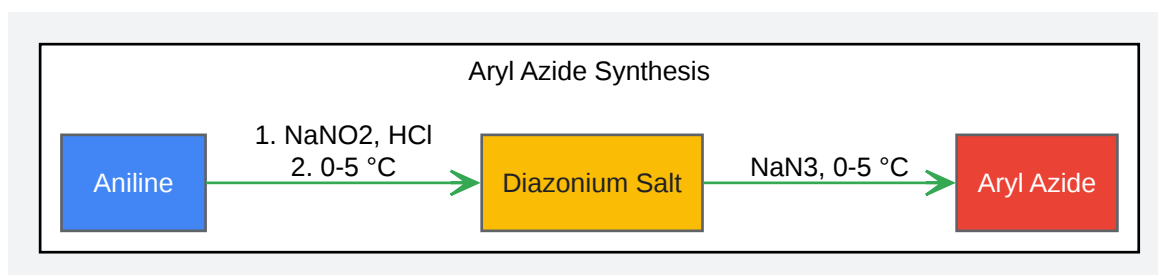 Aryl Azide Synthesis
1. NaNO2, HCl
2. 0-5 °C
NaN3, 0-5 °C
Aniline
Diazonium Salt
Aryl Azide